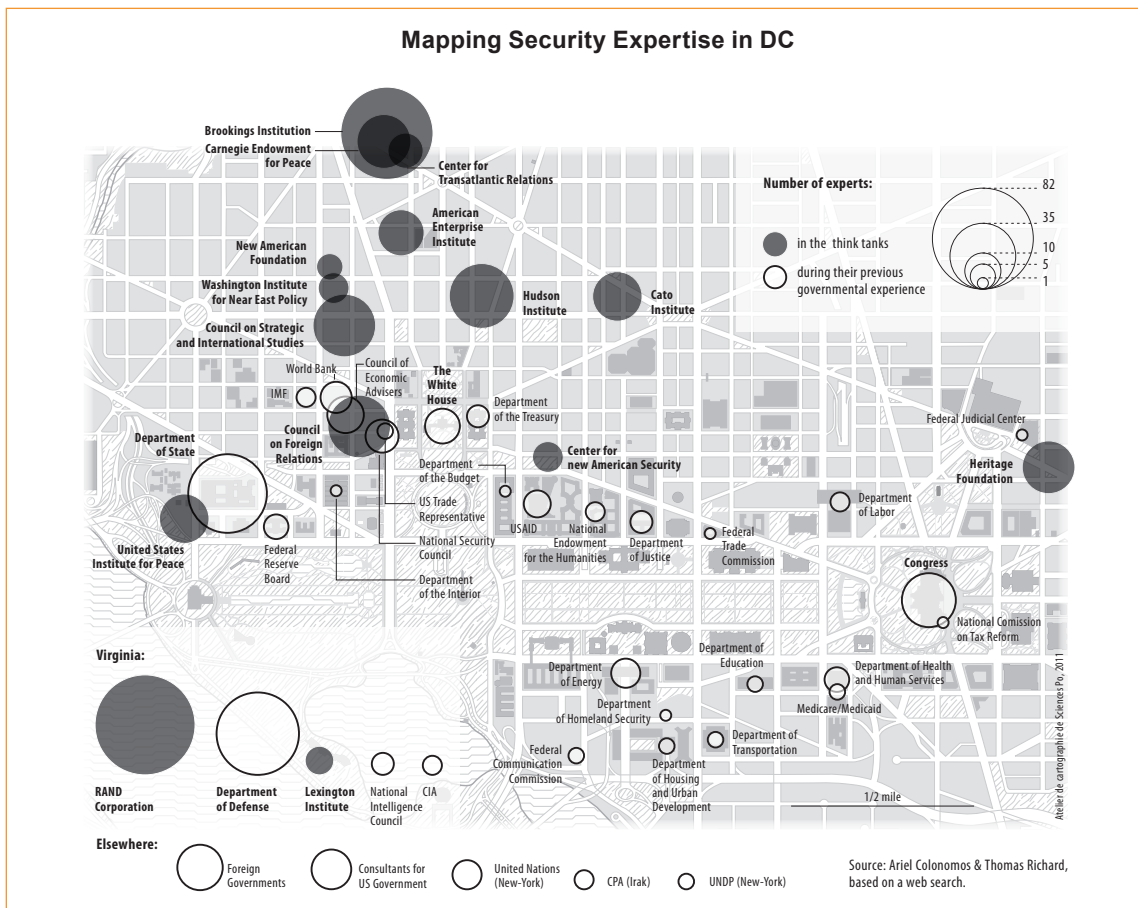 Mapping Security Expertise in DC
Brookings Institution
Carnegie Endowment
for Peace
Center for
Transatlantic Relations
American
Enterprise
Institute
New American
Foundation
Washington Institute
for Near East Policy
Council on Strategic
and International Studies
Hudson
Institute
Cato
Institute
Number of experts:
in the think tanks
during their previous
governmental experience
82
35
10
5
1
World Bank
IMF
Council of
Economic
Advisers
The
White
House
Department
of the Treasury
Department
of State
Council
on Foreign
Relations
Department
of the Budget
Center for
new American Security
Federal Judicial Center
Heritage
Foundation
US Trade
Representative
USAID
National
Endowment
for the Humanities
Department
of Justice
Federal
Trade
Commission
Department
of Labor
United States
Institute for Peace
Federal
Reserve
Board
National Security
Council
Department
of the Interior
Congress
National Comission
on Tax Reform
Virginia:
RAND
Corporation
Department
of Defense
Lexington
Institute
National
Intelligence
Council
CIA
Department
of Energy
Department of
Education
Department of Health
and Human Services
Medicare/Medicaid
Department
of Homeland Security
Federal
Communication
Commission
Department
of Housing
and Urban
Development
Department of
Transportation
1/2 mile
Atelier de cartographie de Sciences Po, 2011
Elsewhere:
Foreign
Governments
Consultants for
US Government
United Nations
(New-York)
CPA (Irak)
UNDP (New-York)
Source: Ariel Colonomos & Thomas Richard,
based on a web search.